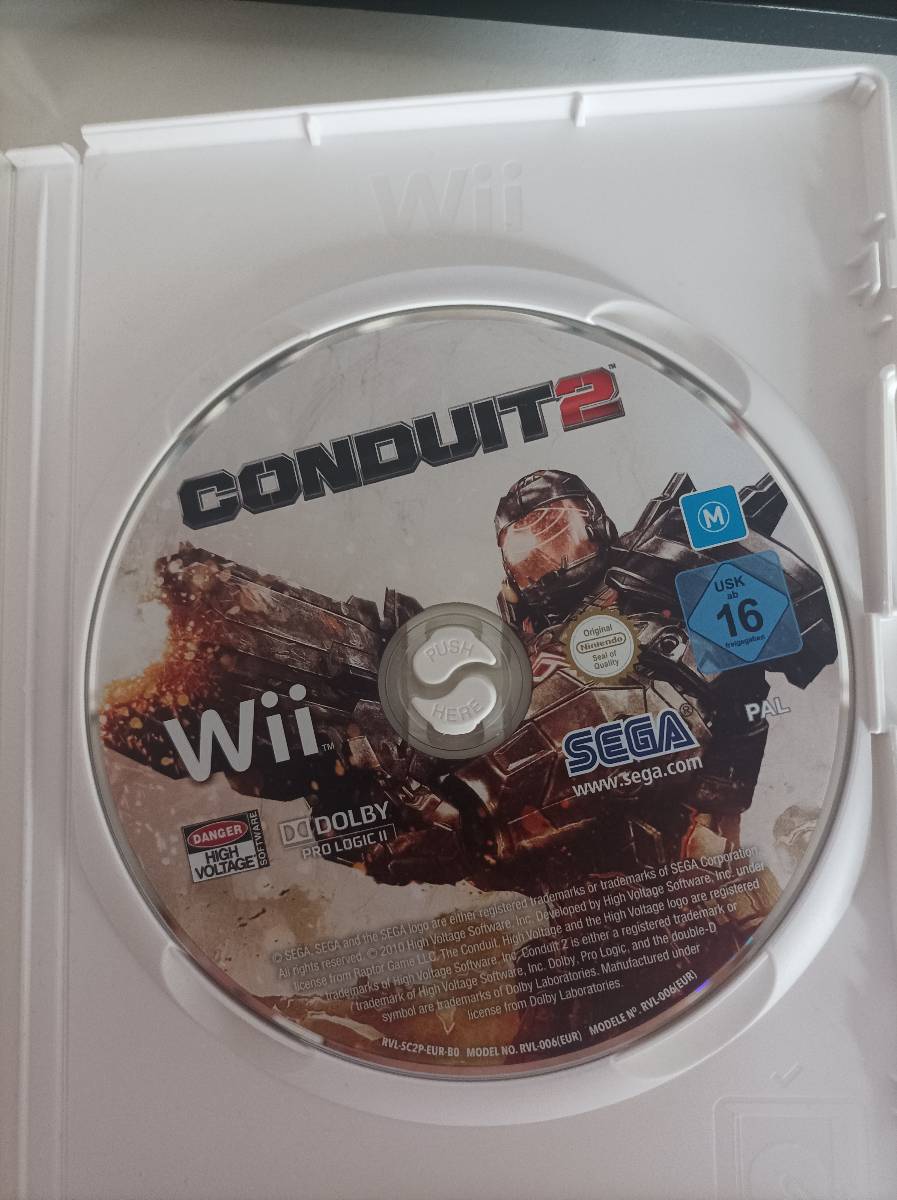 Wii
CONDUIT 2™
M
USK
ab
16
freigegeben
Original
Nintendo
Seal of
Quality
PUSH
HERE
PAL
Wii™
SEGA®
www.sega.com
DANGER
HIGH
VOLTAGE
SOFTWARE
DOLBY
PRO LOGIC II
© SEGA. SEGA and the SEGA logo are either registered trademarks or trademarks of SEGA Corporation.
All rights reserved. © 2010 High Voltage Software, Inc. Developed by High Voltage Software, Inc. under
license from Raptor Game LLC. The Conduit, High Voltage and the High Voltage logo are registered
trademarks of High Voltage Software, Inc. Conduit 2 is either a registered trademark or
trademark of High Voltage Software, Inc. Dolby, Pro Logic, and the double-D
symbol are trademarks of Dolby Laboratories. Manufactured under
license from Dolby Laboratories.
RVL-SC2P-EUR-B0 MODEL NO. RVL-006(EUR) MODELE Nº. RVL-006(EUR)